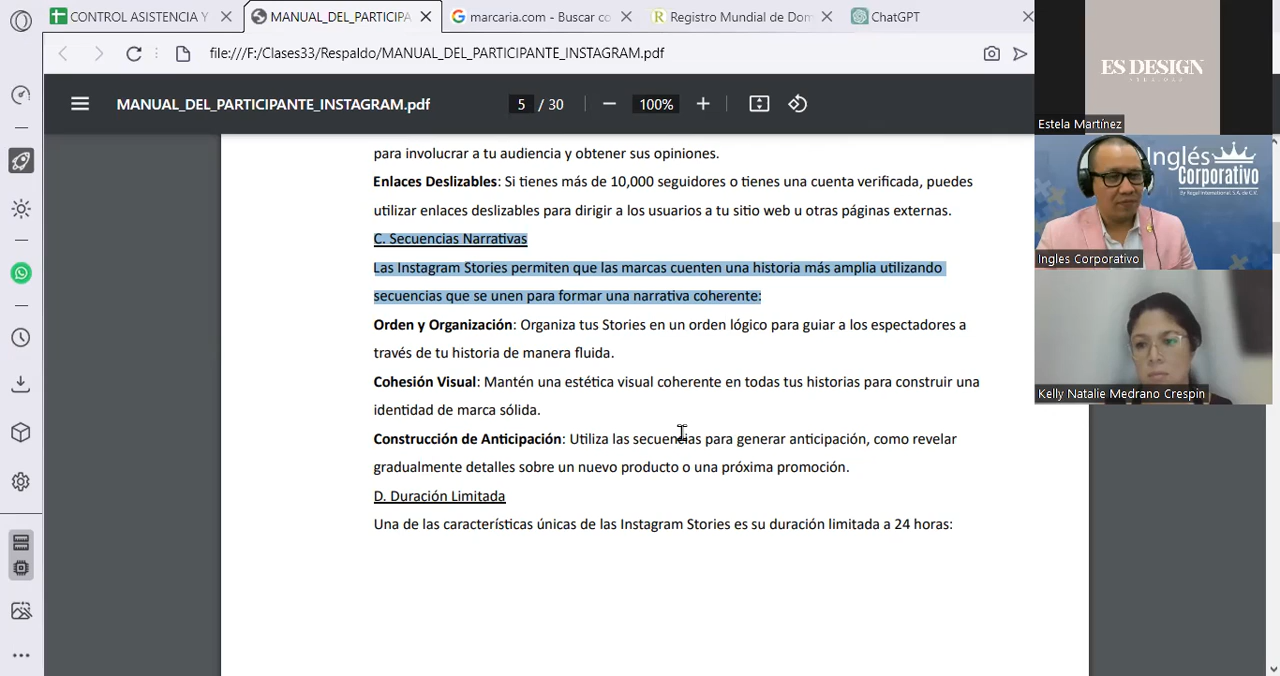 CONTROL ASISTENCIA Y
MANUAL_DEL_PARTICIPA
marcaria.com - Buscar co
Registro Mundial de Dom
ChatGPT
file:///F:/Clases33/Respaldo/MANUAL_DEL_PARTICIPANTE_INSTAGRAM.pdf
MANUAL_DEL_PARTICIPANTE_INSTAGRAM.pdf
5 / 30
100%
para involucrar a tu audiencia y obtener sus opiniones.
Enlaces Deslizables: Si tienes más de 10,000 seguidores o tienes una cuenta verificada, puedes
utilizar enlaces deslizables para dirigir a los usuarios a tu sitio web u otras páginas externas.
C. Secuencias Narrativas
Las Instagram Stories permiten que las marcas cuenten una historia más amplia utilizando
secuencias que se unen para formar una narrativa coherente:
Orden y Organización: Organiza tus Stories en un orden lógico para guiar a los espectadores a
través de tu historia de manera fluida.
Cohesión Visual: Mantén una estética visual coherente en todas tus historias para construir una
identidad de marca sólida.
Construcción de Anticipación: Utiliza las secuencias para generar anticipación, como revelar
gradualmente detalles sobre un nuevo producto o una próxima promoción.
D. Duración Limitada
Una de las características únicas de las Instagram Stories es su duración limitada a 24 horas:
ES DESIGN
Estela Martínez
Inglés
Corporativo
By Regal International, S.A. de C.V.
Ingles Corporativo
Kelly Natalie Medrano Crespin